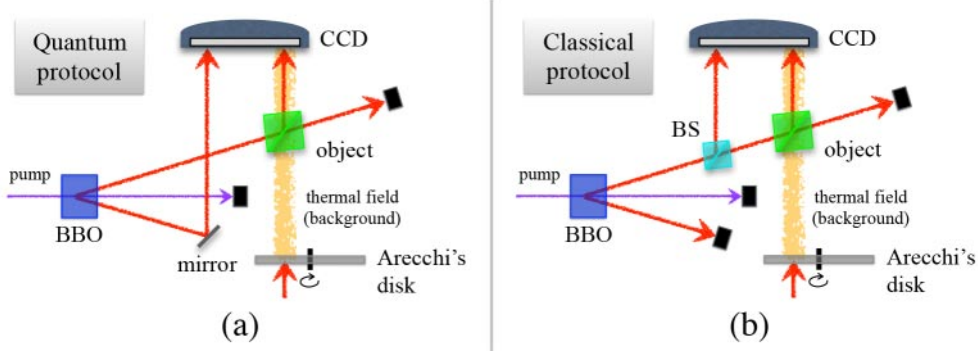 Quantum
protocol
CCD
object
pump
BBO
mirror
thermal field
(background)
Arecchi's
disk
(a)
Classical
protocol
CCD
BS
object
pump
BBO
thermal field
(background)
Arecchi's
disk
(b)